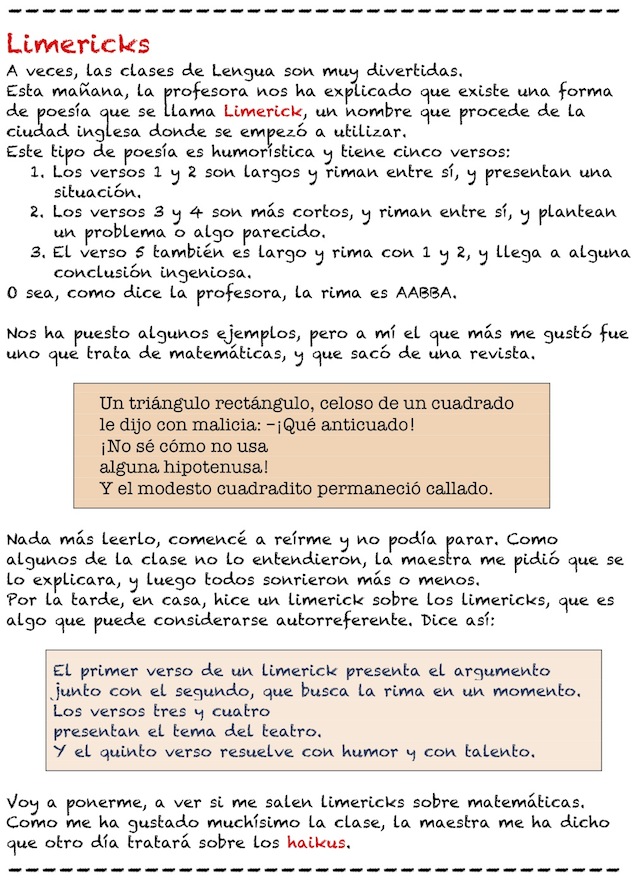 Limericks
A veces, las clases de Lengua son muy divertidas.
Esta mañana, la profesora nos ha explicado que existe una forma
de poesía que se llama Limerick, un nombre que procede de la
ciudad inglesa donde se empezó a utilizar.
Este tipo de poesía es humorística y tiene cinco versos:
1. Los versos 1 y 2 son largos y riman entre sí, y presentan una
situación.
2. Los versos 3 y 4 son más cortos, y riman entre sí, y plantean
un problema o algo parecido.
3. El verso 5 también es largo y rima con 1 y 2, y llega a alguna
conclusión ingeniosa.
O sea, como dice la profesora, la rima es AABBA.
Nos ha puesto algunos ejemplos, pero a mí el que más me gustó fue
uno que trata de matemáticas, y que sacó de una revista.
Un triángulo rectángulo, celoso de un cuadrado
le dijo con malicia: –¡Qué anticuado!
¡No sé cómo no usa
alguna hipotenusa!
Y el modesto cuadradito permaneció callado.
Nada más leerlo, comencé a reírme y no podía parar. Como
algunos de la clase no lo entendieron, la maestra me pidió que se
lo explicara, y luego todos sonrieron más o menos.
Por la tarde, en casa, hice un limerick sobre los limericks, que es
algo que puede considerarse autorreferente. Dice así:
El primer verso de un limerick presenta el argumento
junto con el segundo, que busca la rima en un momento.
Los versos tres y cuatro
presentan el tema del teatro.
Y el quinto verso resuelve con humor y con talento.
Voy a ponerme, a ver si me salen limericks sobre matemáticas.
Como me ha gustado muchísimo la clase, la maestra me ha dicho
que otro día tratará sobre los haikus.